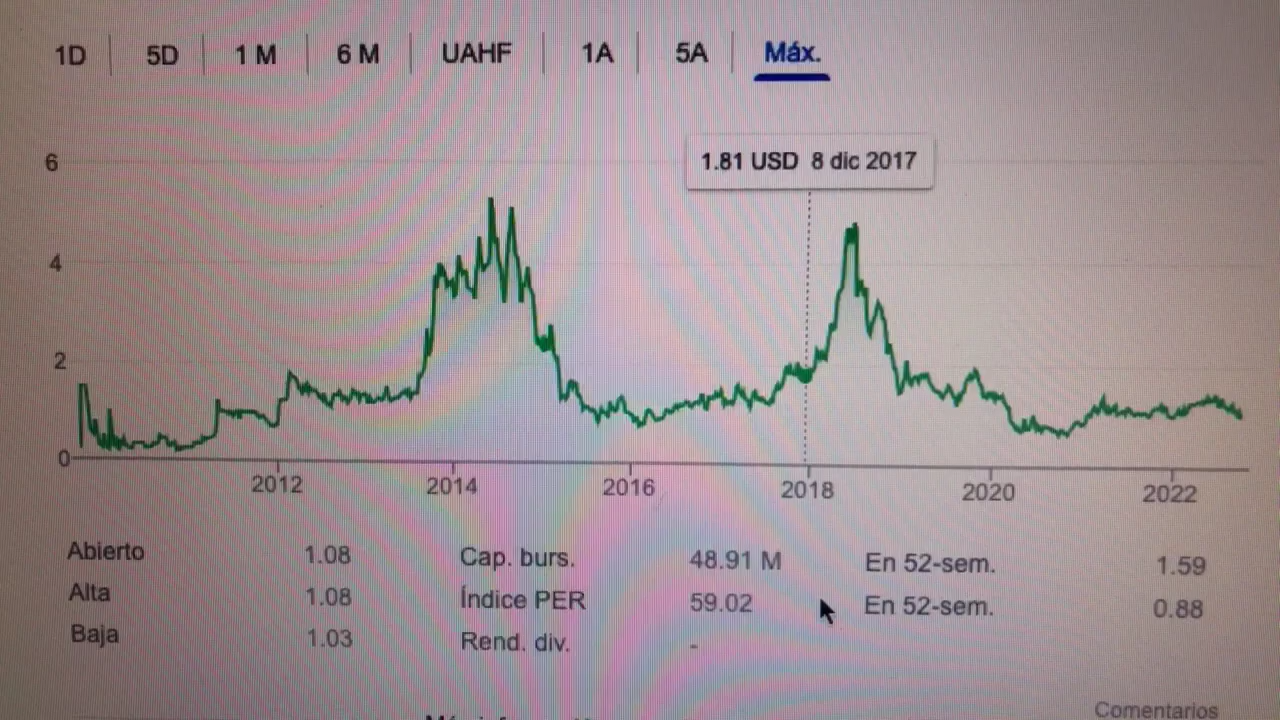 1D 5D 1 M 6 M UAHF 1A 5A Máx.
1.81 USD 8 dic 2017
6
4
2
0
2012 2014 2016 2018 2020 2022
Abierto 1.08 Cap. burs. 48.91 M En 52-sem. 1.59
Alta 1.08 Índice PER 59.02 En 52-sem. 0.88
Baja 1.03 Rend. div. -
Comentarios